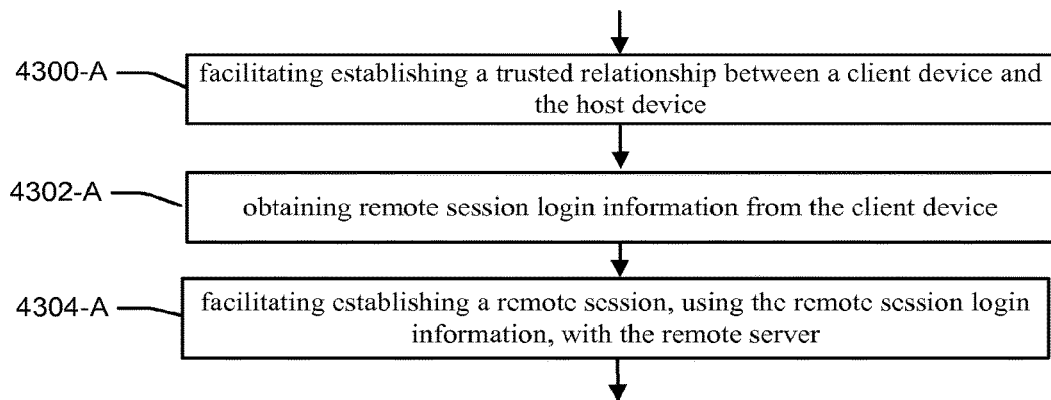 4300-A
facilitating establishing a trusted relationship between a client device and
the host device
4302-A
obtaining remote session login information from the client device
4304-A
facilitating establishing a remote session, using the remote session login
information, with the remote server